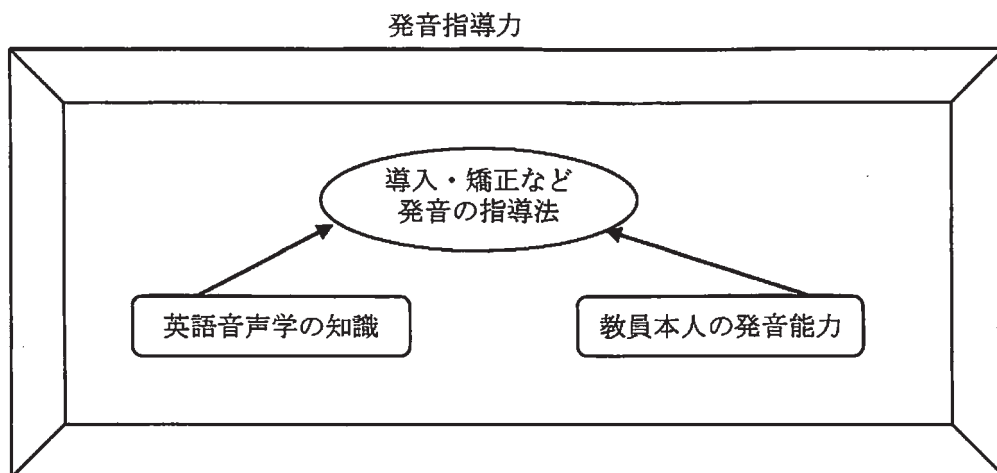 発音指導力
導入・矯正など
発音の指導法
英語音声学の知識
教員本人の発音能力